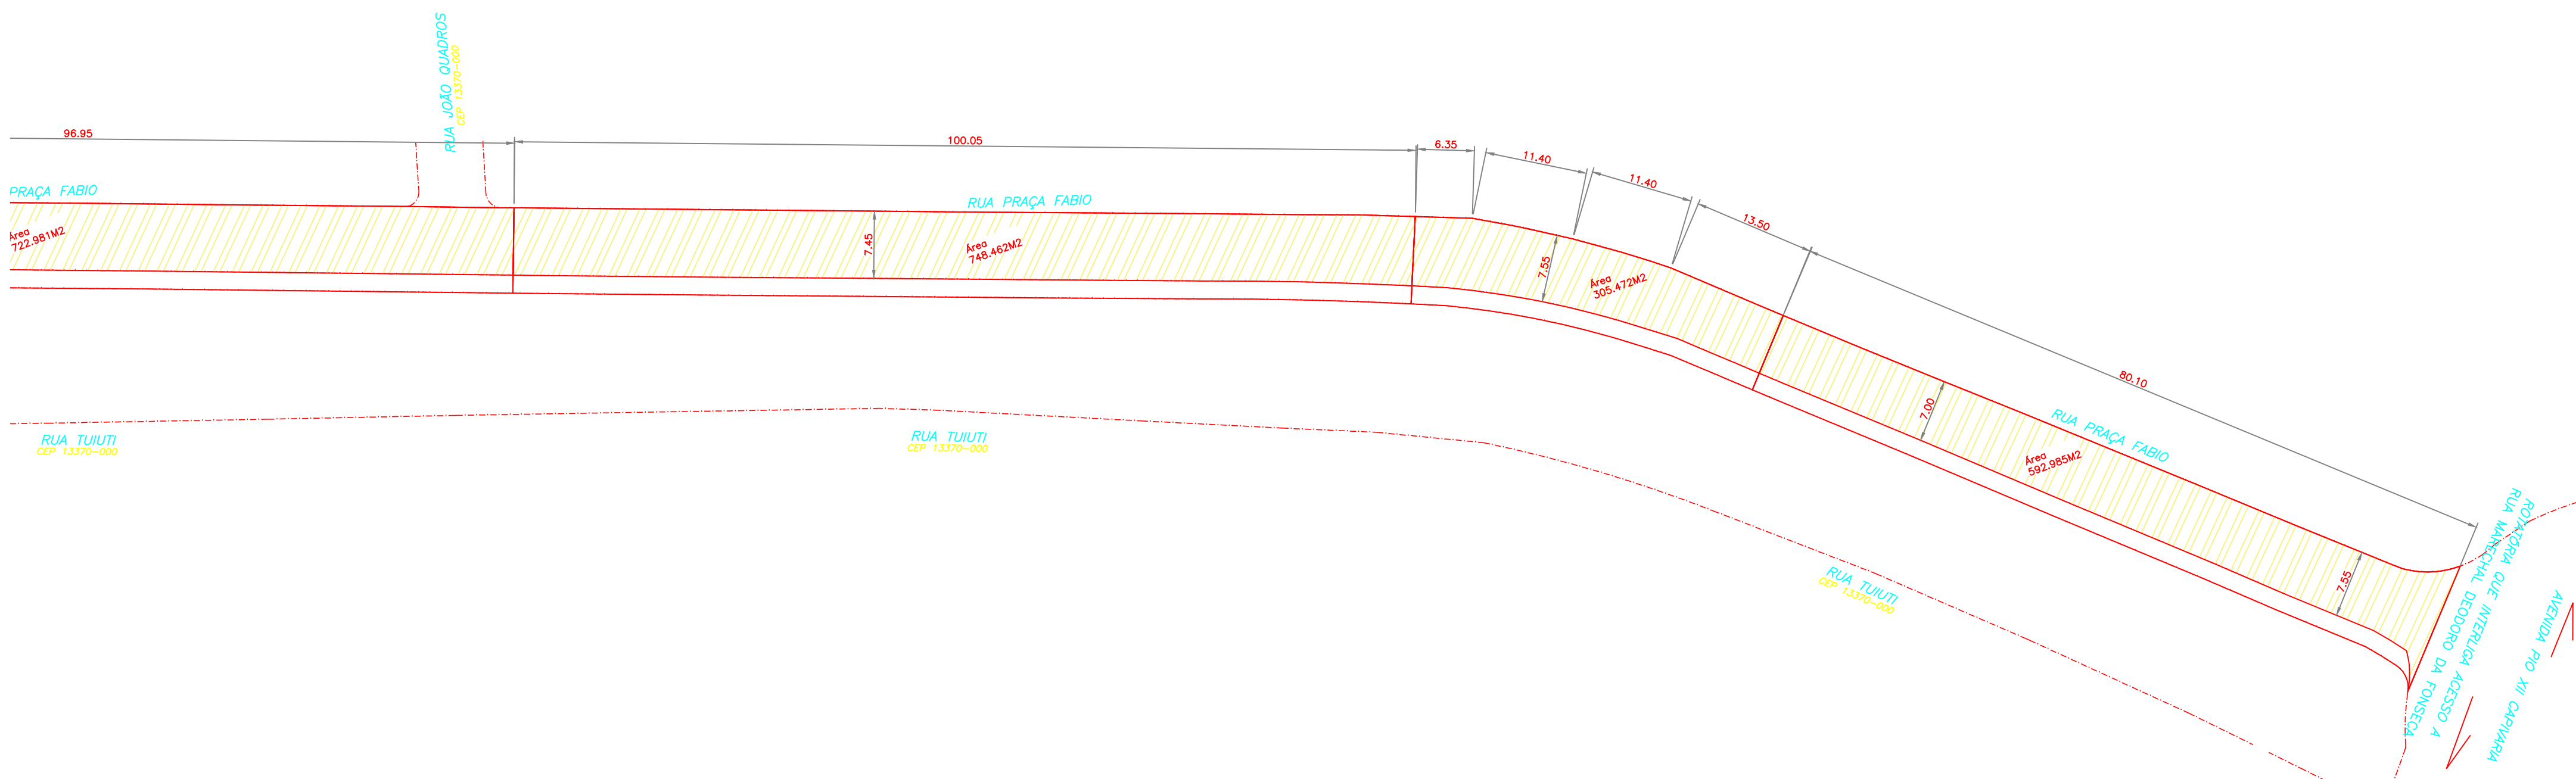 RUA JOÃO QUADROS
CEP 13370-000
96.95
100.05
6.35
11.40
11.40
13.50
80.10
PRAÇA FABIO
RUA PRAÇA FABIO
RUA PRAÇA FABIO
Área
722.981M2
7.45
Área
748.462M2
7.55
Área
305.472M2
7.00
Área
592.985M2
7.55
RUA TUIUTI
CEP 13370-000
RUA TUIUTI
CEP 13370-000
RUA TUIUTI
CEP 13370-000
ROTATÓRIA QUE INTERLIGA ACESSO A
RUA MARECHAL DEODORO DA FONSECA
AVENIDA PIO XII CAPIVARIA